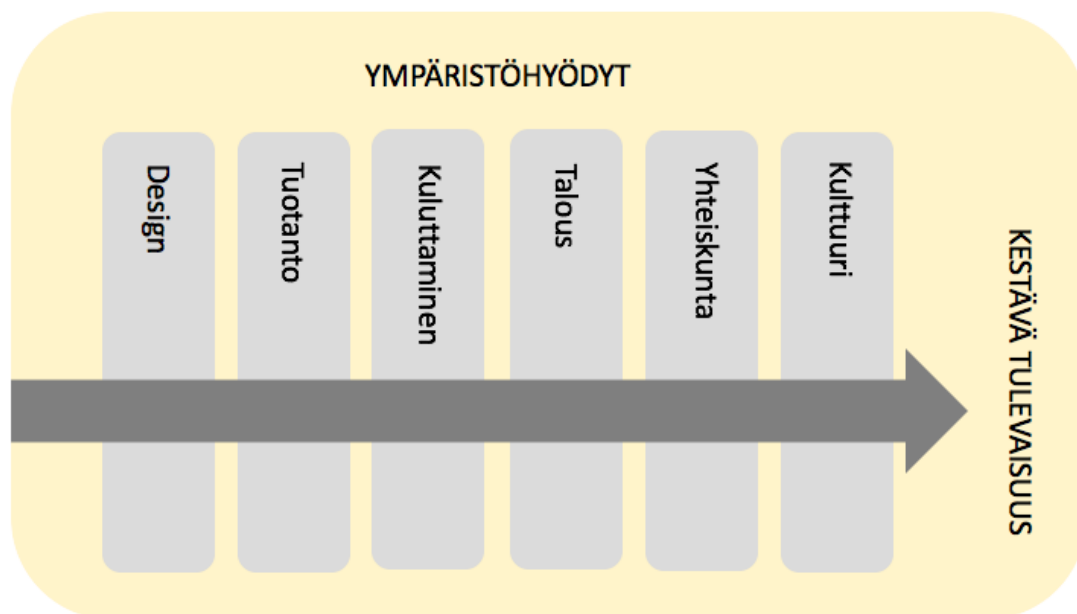 YMPÄRISTÖHYÖDYT
Design
Tuotanto
Kuluttaminen
Talous
Yhteiskunta
Kulttuuri
KESTÄVÄ TULEVAISUUS